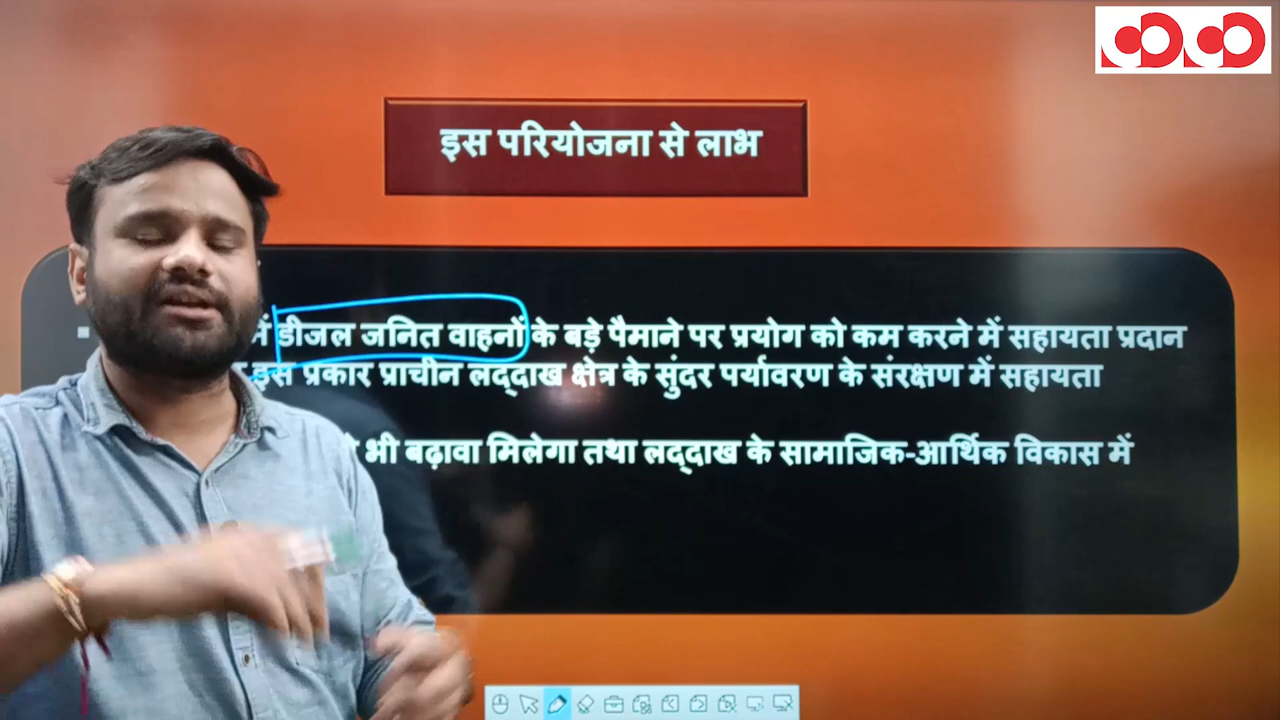 इस परियोजना से लाभ
में डीजल जनित वाहनों के बड़े पैमाने पर प्रयोग को कम करने में सहायता प्रदान
इस प्रकार प्राचीन लद्दाख क्षेत्र के सुंदर पर्यावरण के संरक्षण में सहायता
भी बढ़ावा मिलेगा तथा लद्दाख के सामाजिक-आर्थिक विकास में